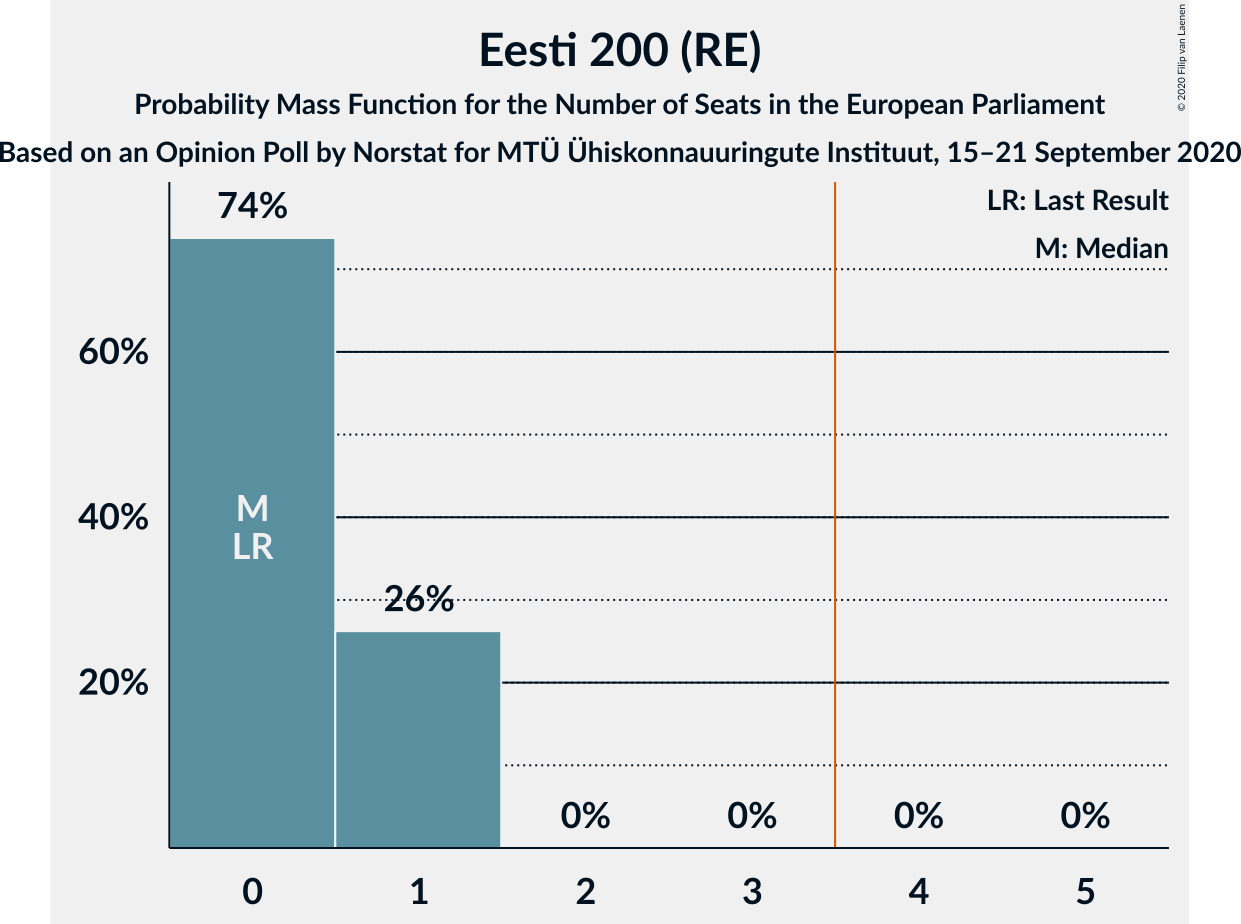 Eesti 200 (RE)
Probability Mass Function for the Number of Seats in the European Parliament
Based on an Opinion Poll by Norstat for MTÜ Ühiskonnauuringute Instituut, 15–21 September 2020
© 2020 Filip van Laenen
LR: Last Result
M: Median
74%
60%
40%
20%
M
LR
26%
0%
0%
0%
0%
0
1
2
3
4
5